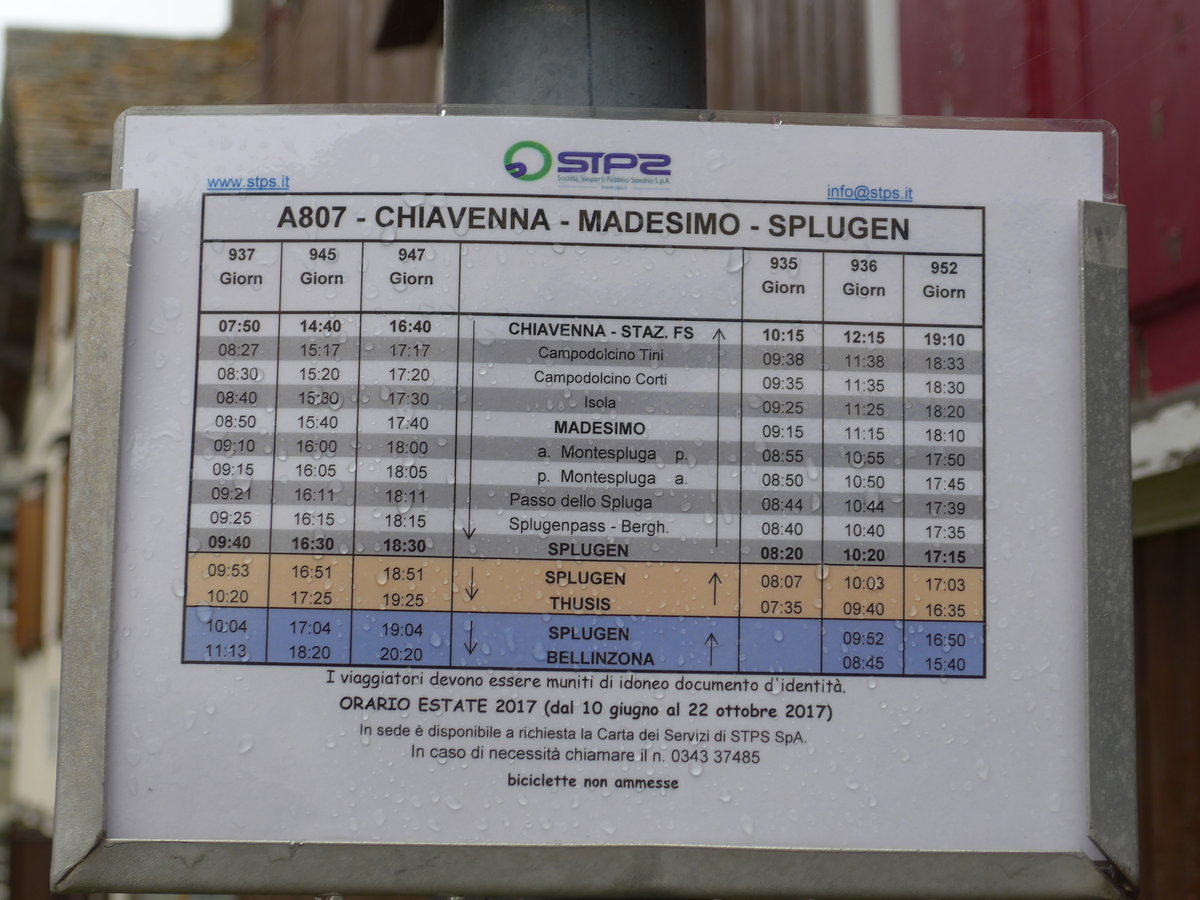 STPS
Società Trasporti Pubblici Sondrio S.p.A.
www.stps.it
www.stps.it info@stps.it
A807 - CHIAVENNA - MADESIMO - SPLUGEN
937 945 947 935 936 952
Giorn Giorn Giorn Giorn Giorn Giorn
07:50 14:40 16:40 CHIAVENNA - STAZ. FS 10:15 12:15 19:10
08:27 15:17 17:17 Campodolcino Tini 09:38 11:38 18:33
08:30 15:20 17:20 Campodolcino Corti 09:35 11:35 18:30
08:40 15:30 17:30 Isola 09:25 11:25 18:20
08:50 15:40 17:40 MADESIMO 09:15 11:15 18:10
09:10 16:00 18:00 a. Montespluga p. 08:55 10:55 17:50
09:15 16:05 18:05 p. Montespluga a. 08:50 10:50 17:45
09:21 16:11 18:11 Passo dello Spluga 08:44 10:44 17:39
09:25 16:15 18:15 Splugenpass - Bergh. 08:40 10:40 17:35
09:40 16:30 18:30 SPLUGEN 08:20 10:20 17:15
09:53 16:51 18:51 SPLUGEN 08:07 10:03 17:03
10:20 17:25 19:25 THUSIS 07:35 09:40 16:35
10:04 17:04 19:04 SPLUGEN 09:52 16:50
11:13 18:20 20:20 BELLINZONA 08:45 15:40
I viaggiatori devono essere muniti di idoneo documento d'identità.
ORARIO ESTATE 2017 (dal 10 giugno al 22 ottobre 2017)
In sede è disponibile a richiesta la Carta dei Servizi di STPS SpA.
In caso di necessità chiamare il n. 0343 37485
biciclette non ammesse